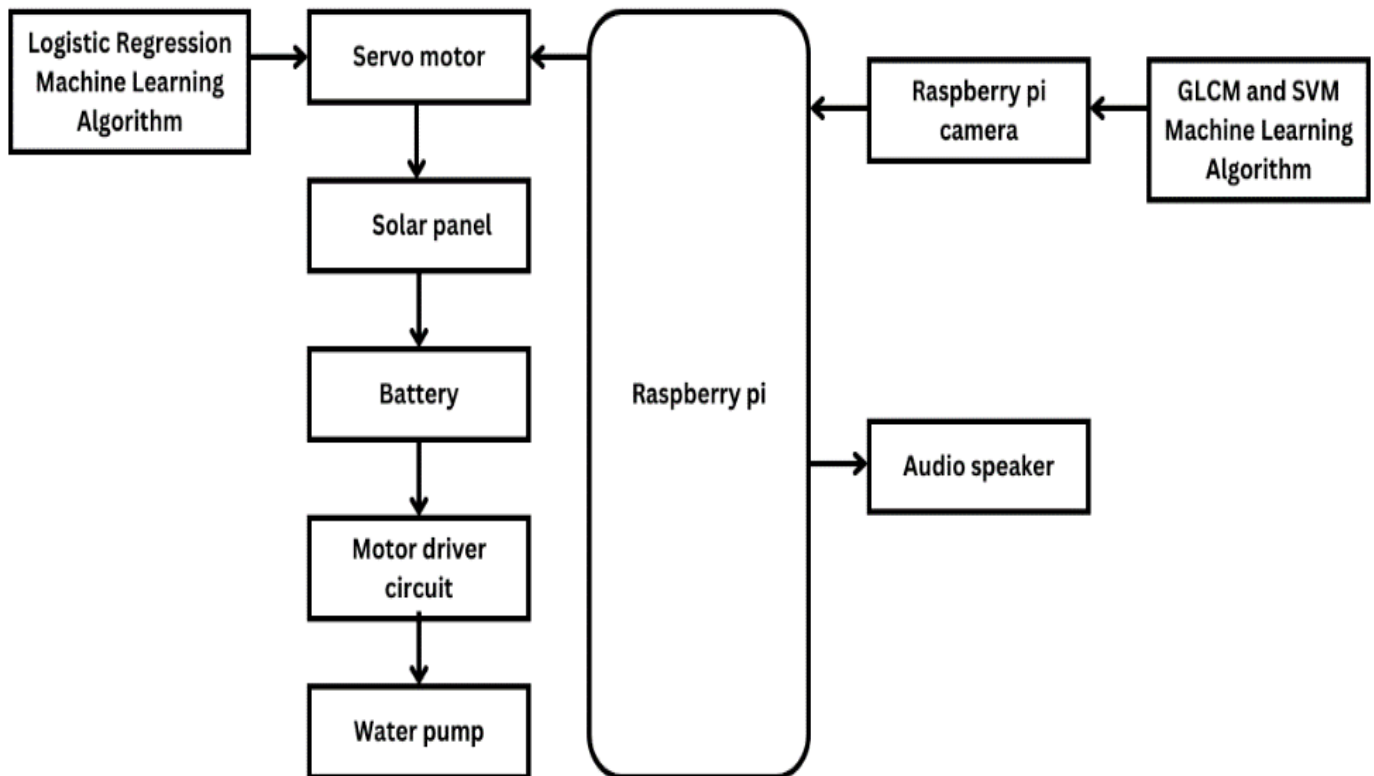 Logistic Regression
Machine Learning
Algorithm
Servo motor
Solar panel
Battery
Motor driver
circuit
Water pump
Raspberry pi
Raspberry pi
camera
GLCM and SVM
Machine Learning
Algorithm
Audio speaker